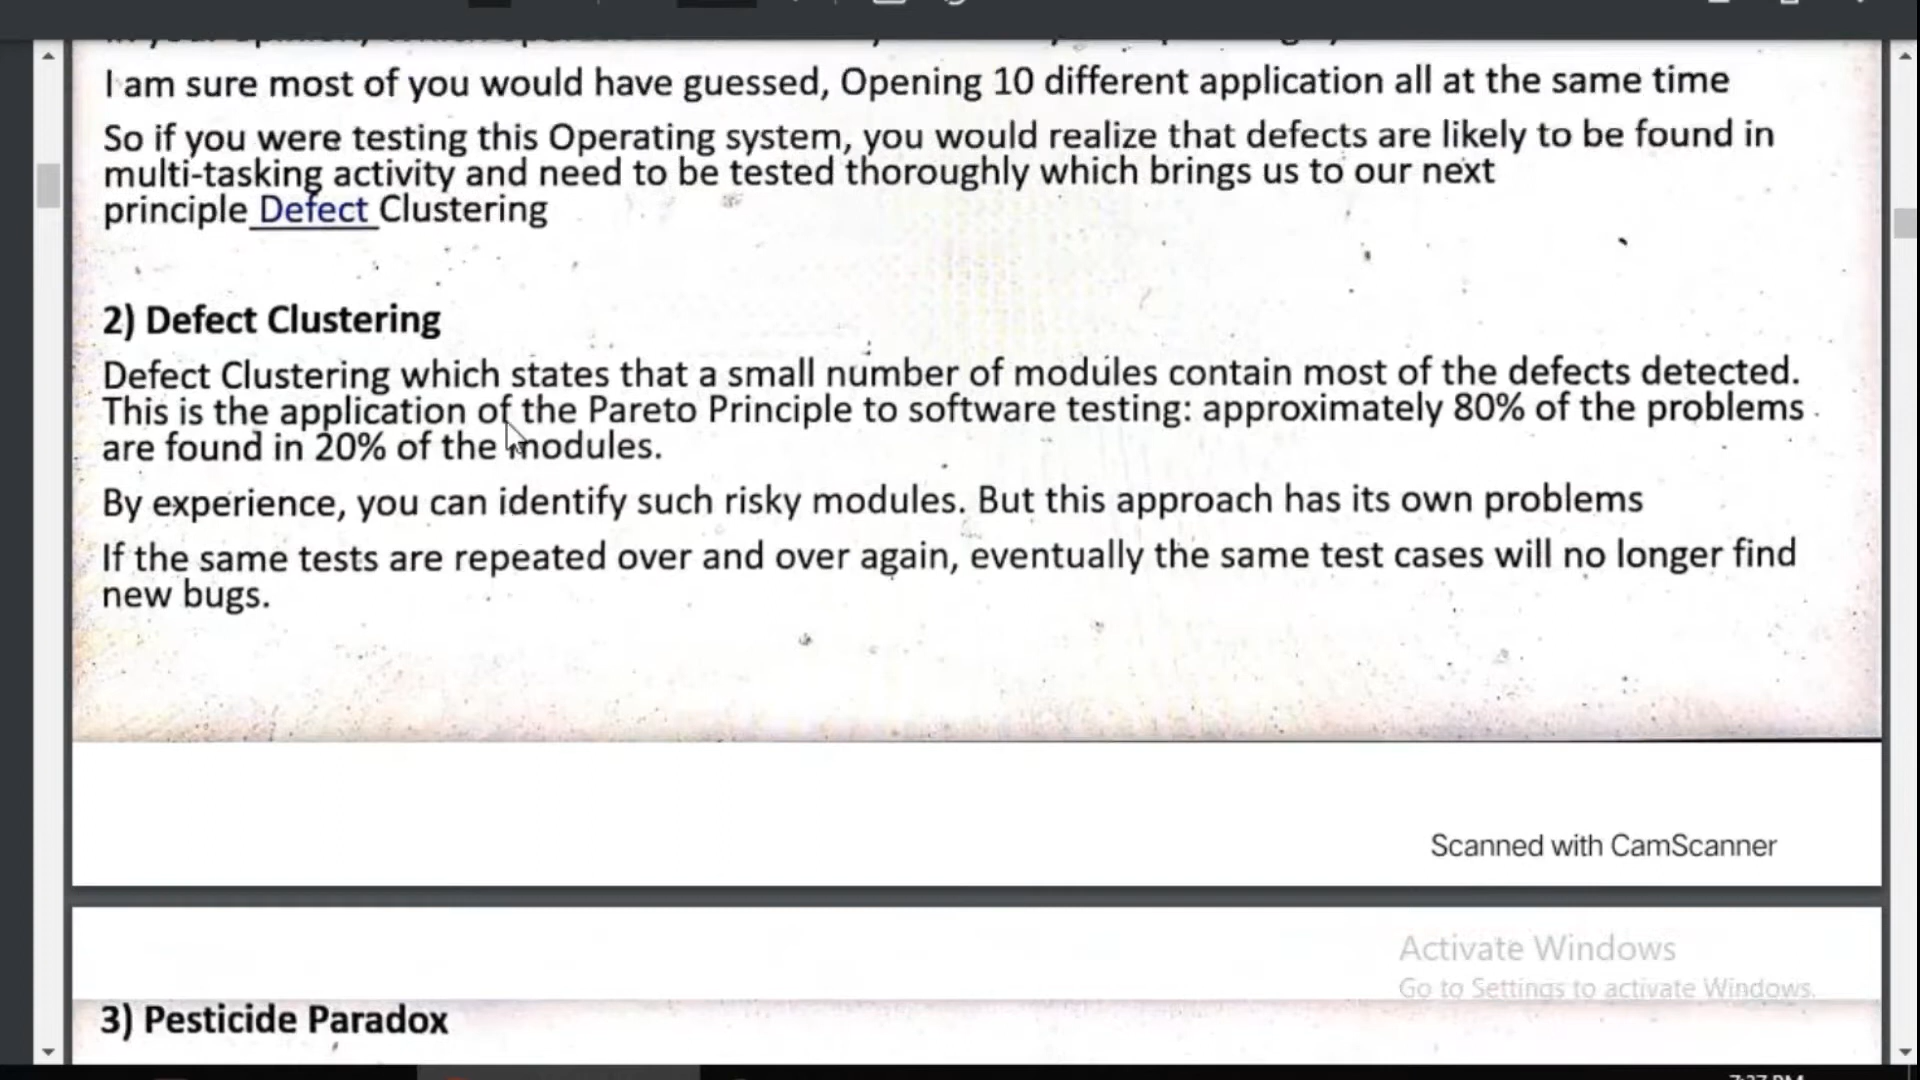 I am sure most of you would have guessed, Opening 10 different application all at the same time
So if you were testing this Operating system, you would realize that defects are likely to be found in
multi-tasking activity and need to be tested thoroughly which brings us to our next
principle Defect Clustering
2) Defect Clustering
Defect Clustering which states that a small number of modules contain most of the defects detected.
This is the application of the Pareto Principle to software testing: approximately 80% of the problems
are found in 20% of the modules.
By experience, you can identify such risky modules. But this approach has its own problems
If the same tests are repeated over and over again, eventually the same test cases will no longer find
new bugs.
Scanned with CamScanner
Activate Windows
Go to Settings to activate Windows.
3) Pesticide Paradox